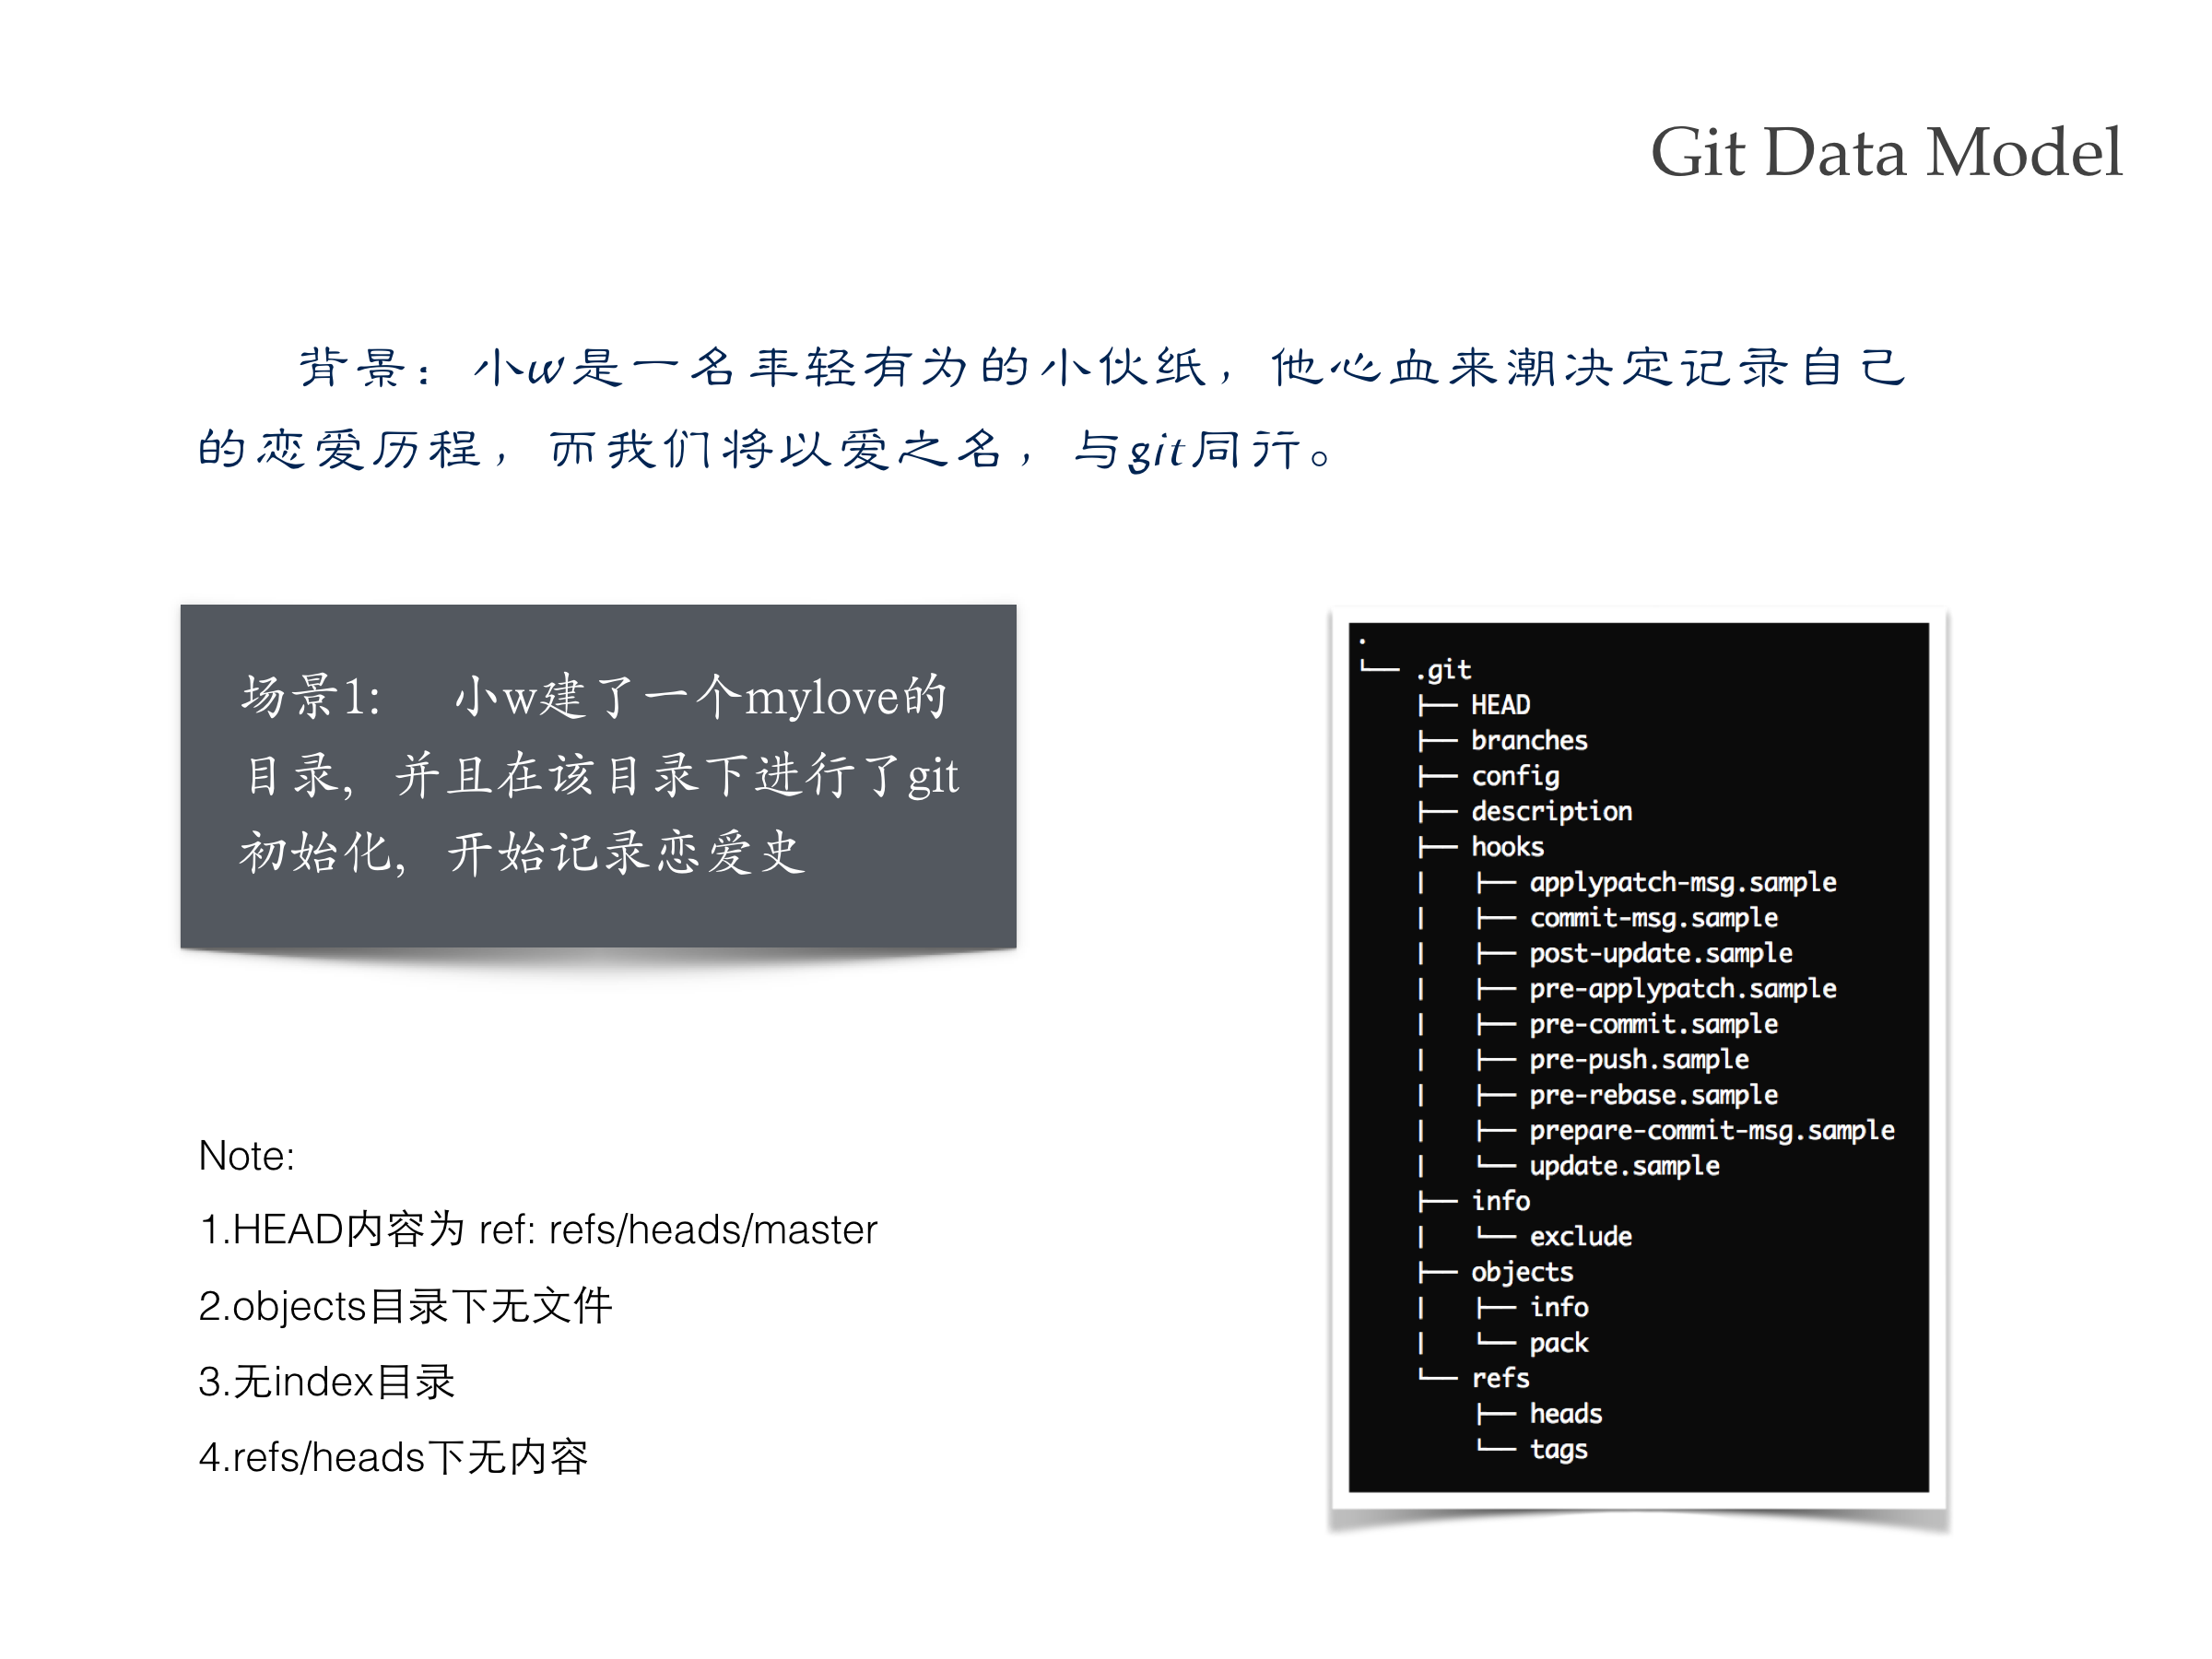 Git Data Model
背景：小w是一名年轻有为的小伙纸，他心血来潮决定记录自己
的恋爱历程，而我们将以爱之名，与git同行。
场景1:　小w建了一个mylove的
目录，并且在该目录下进行了git
初始化，开始记录恋爱史
Note:
1.HEAD内容为 ref: refs/heads/master
2.objects目录下无文件
3.无index目录
4.refs/heads下无内容
.
└── .git
    ├── HEAD
    ├── branches
    ├── config
    ├── description
    ├── hooks
    |   ├── applypatch-msg.sample
    |   ├── commit-msg.sample
    |   ├── post-update.sample
    |   ├── pre-applypatch.sample
    |   ├── pre-commit.sample
    |   ├── pre-push.sample
    |   ├── pre-rebase.sample
    |   ├── prepare-commit-msg.sample
    |   └── update.sample
    ├── info
    |   └── exclude
    ├── objects
    |   ├── info
    |   └── pack
    └── refs
        ├── heads
        └── tags